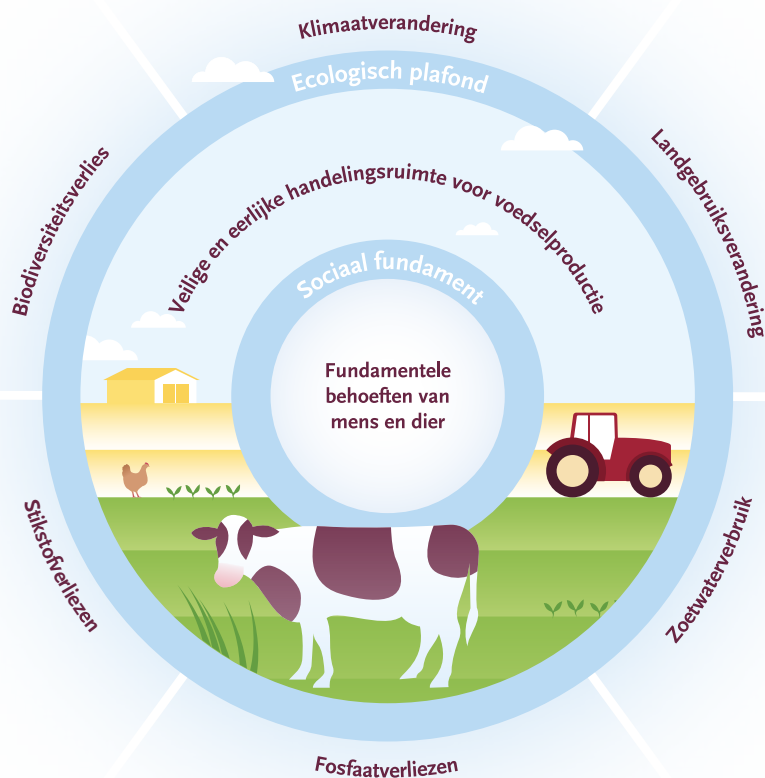 Klimaatverandering
Ecologisch plafond
Biodiversiteitsverlies
Landgebruiksverandering
Veilige en eerlijke handelingsruimte voor voedselproductie
Sociaal fundament
Fundamentele
behoeften van
mens en dier
Stikstofverliezen
Zoetwaterverbruik
Fosfaatverliezen